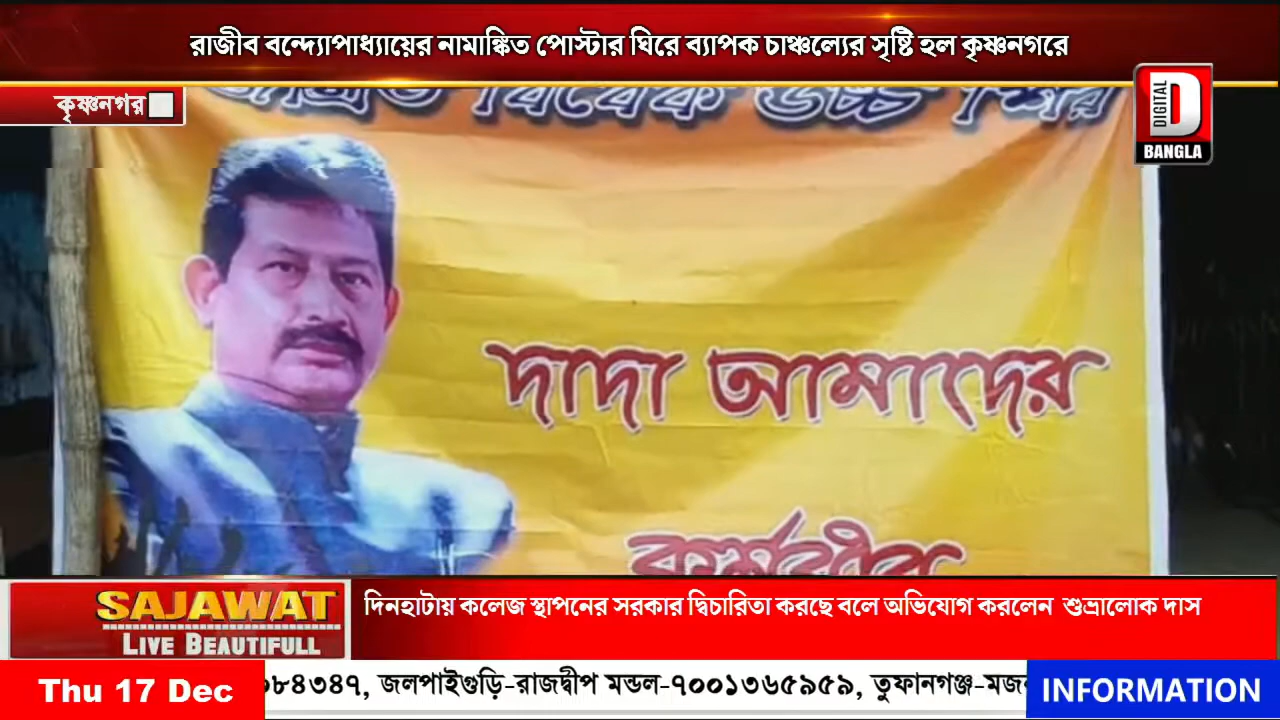 রাজীব বন্দ্যোপাধ্যায়ের নামাঙ্কিত পোস্টার ঘিরে ব্যাপক চাঞ্চল্যের সৃষ্টি হল কৃষ্ণনগরে
কৃষ্ণনগর
DIGITAL
BANGLA
বিবেক উচ্চ শির
দাদা আমাদের
SAJAWAT
LIVE BEAUTIFULL
দিনহাটায় কলেজ স্থাপনের সরকার দ্বিচারিতা করছে বলে অভিযোগ করলেন শুভ্রালোক দাস
Thu 17 Dec
৮৪৩৪৭, জলপাইগুড়ি-রাজদ্বীপ মন্ডল-৭০০১৩৬৫৯৫৯, তুফানগঞ্জ-
INFORMATION